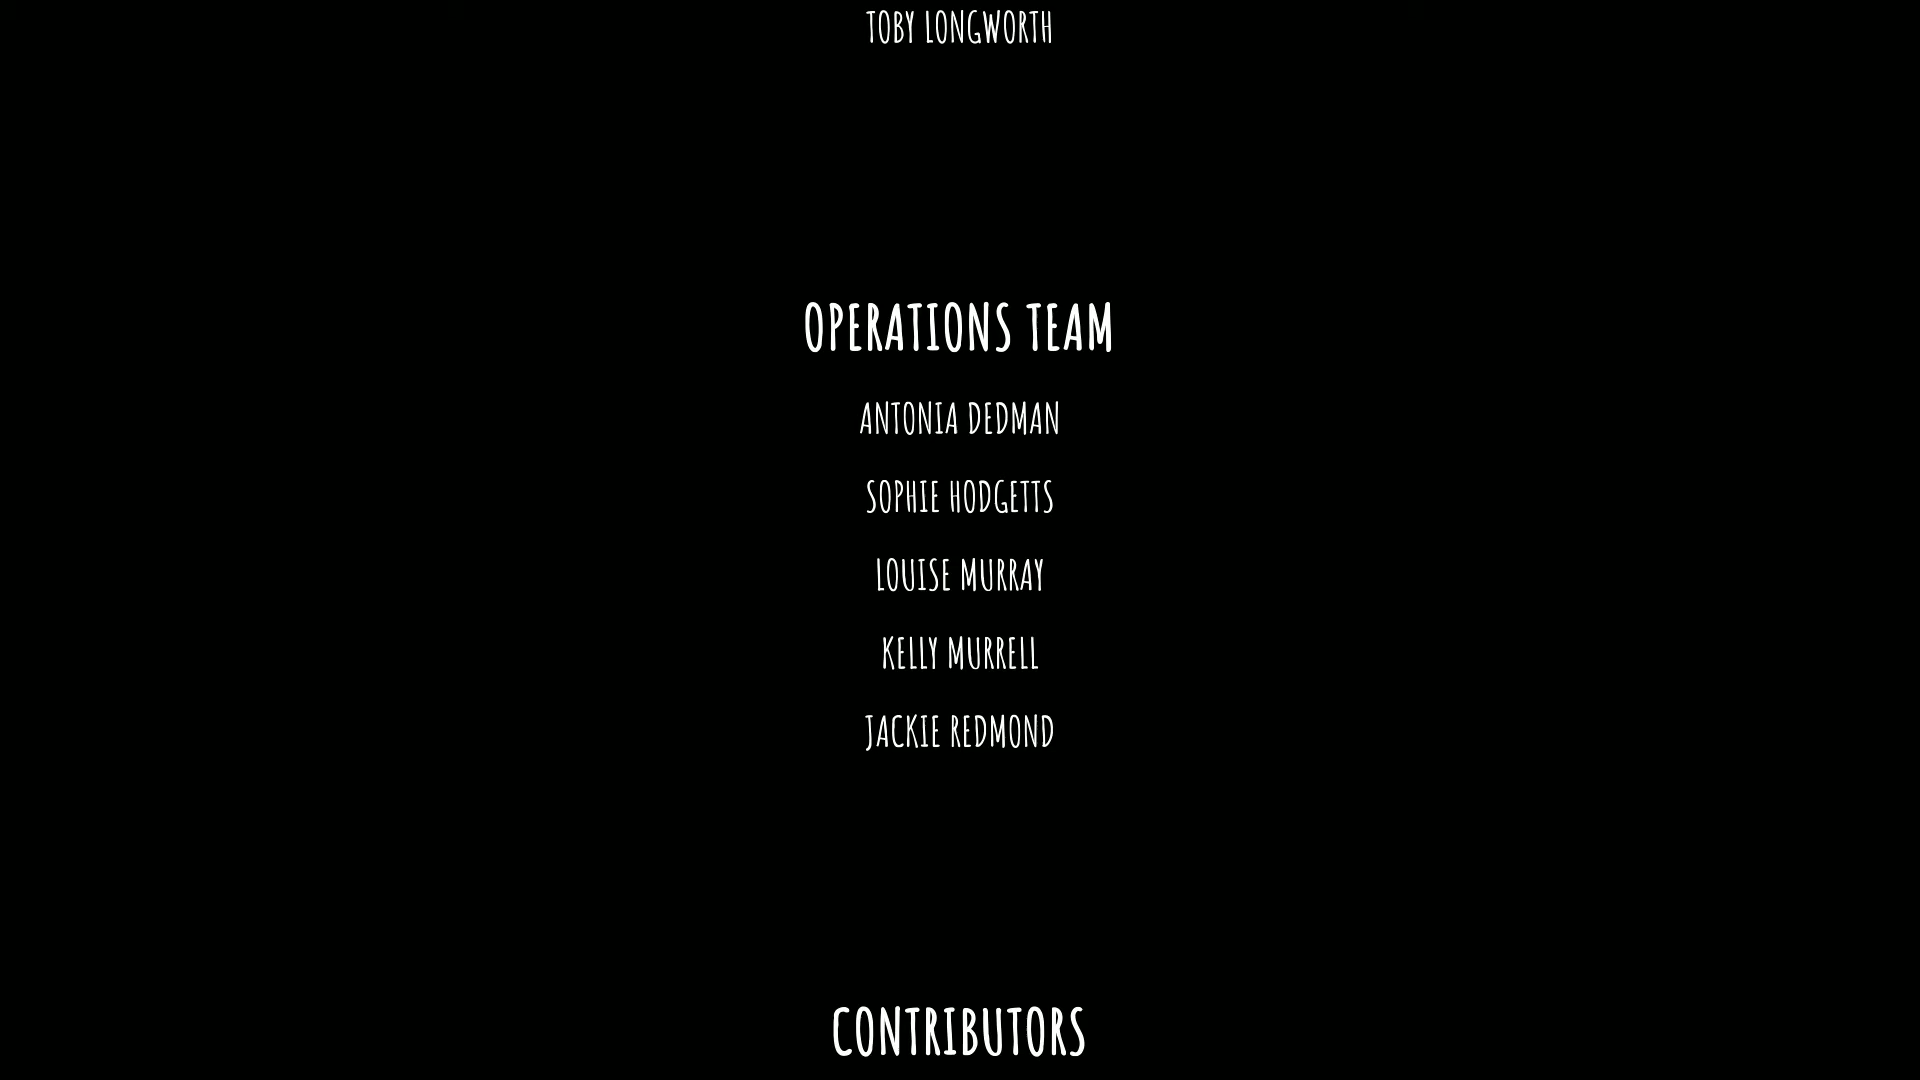 TOBY LONGWORTH
OPERATIONS TEAM
ANTONIA DEDMAN
SOPHIE HODGETTS
LOUISE MURRAY
KELLY MURRELL
JACKIE REDMOND
CONTRIBUTORS